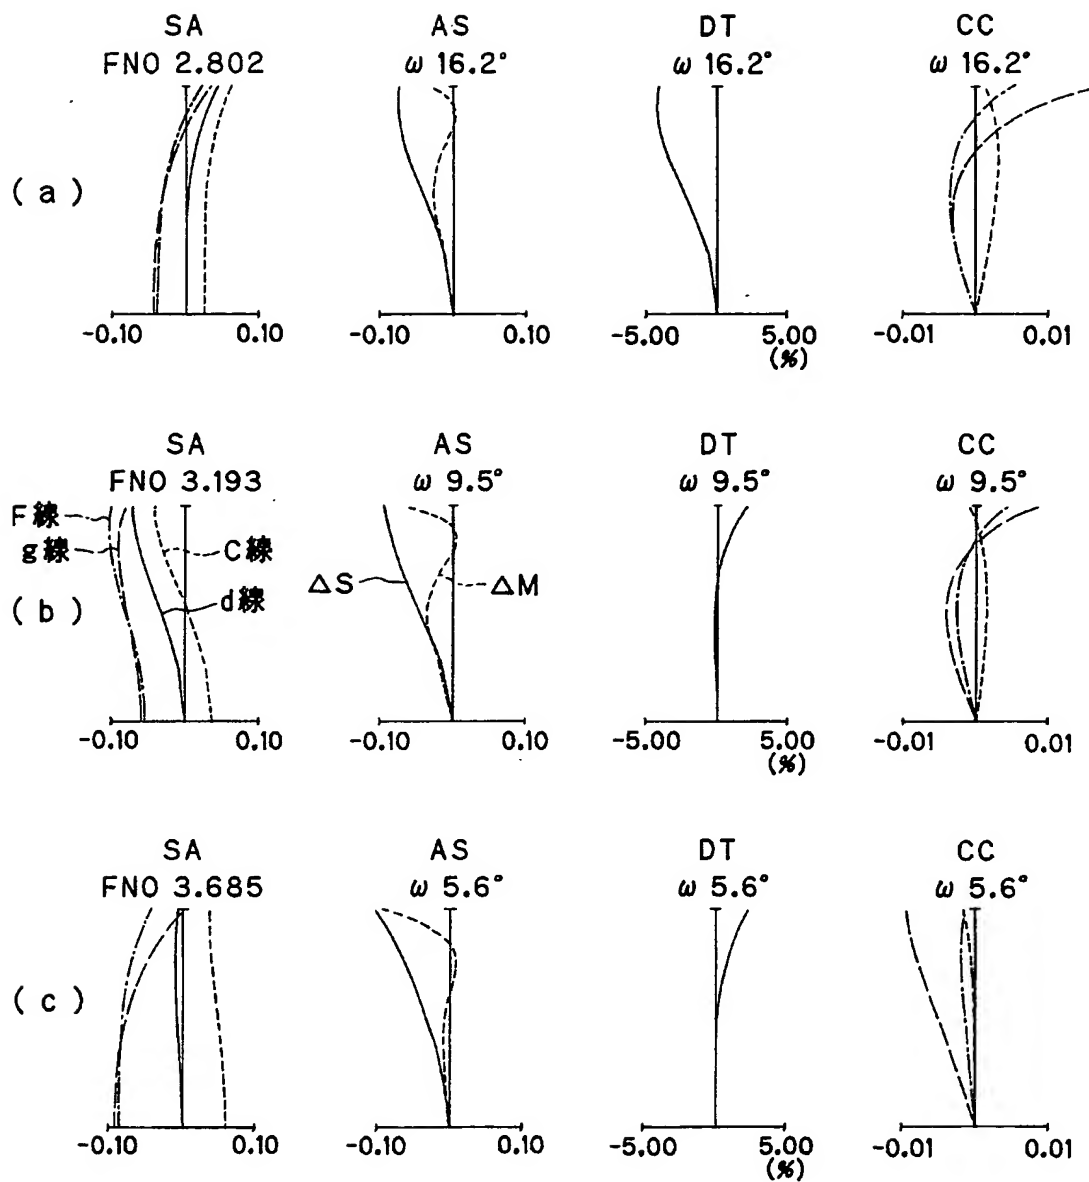 SA AS DT CC
FNO 2.802 ω 16.2° ω 16.2° ω 16.2°
(a)
-0.10 0.10 -0.10 0.10 -5.00 5.00 -0.01 0.01
(%)
SA AS DT CC
FNO 3.193 ω 9.5° ω 9.5° ω 9.5°
F線
g線 C線
ΔS ΔM
(b) d線
-0.10 0.10 -0.10 0.10 -5.00 5.00 -0.01 0.01
(%)
SA AS DT CC
FNO 3.685 ω 5.6° ω 5.6° ω 5.6°
(c)
-0.10 0.10 -0.10 0.10 -5.00 5.00 -0.01 0.01
(%)